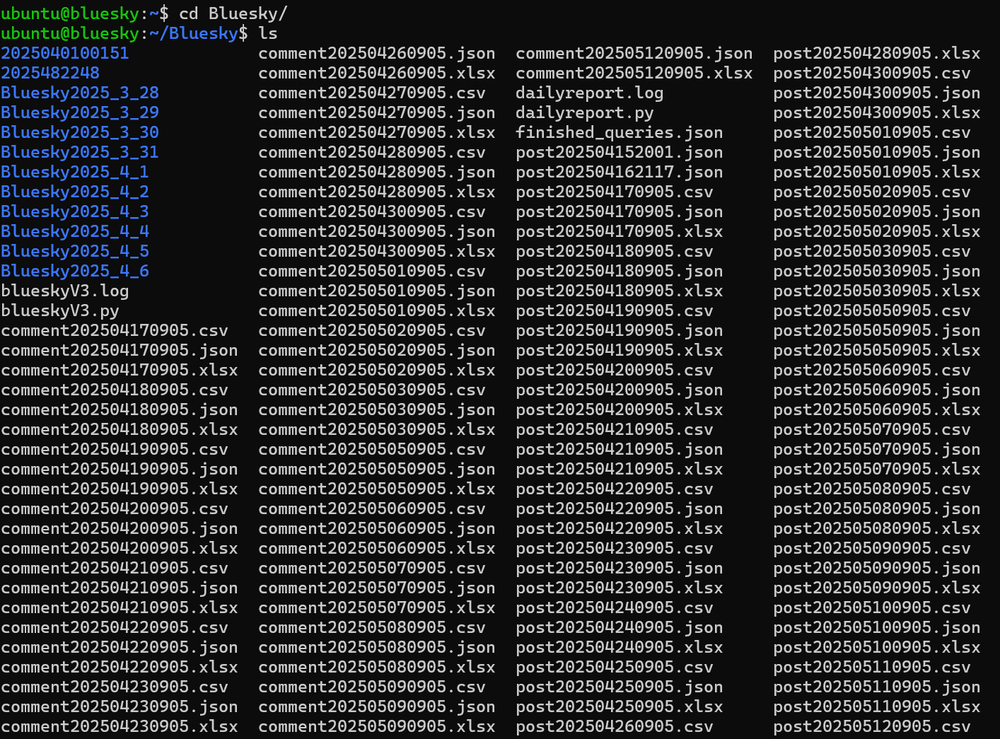 ubuntu@bluesky:~$ cd Bluesky/
ubuntu@bluesky:~/Bluesky$ ls
2025040100151 comment202504260905.json comment202505120905.json post202504280905.xlsx
2025482248 comment202504260905.xlsx comment202505120905.xlsx post202504300905.csv
Bluesky2025_3_28 comment202504270905.csv dailyreport.log post202504300905.json
Bluesky2025_3_29 comment202504270905.json dailyreport.py post202504300905.xlsx
Bluesky2025_3_30 comment202504270905.xlsx finished_queries.json post202505010905.csv
Bluesky2025_3_31 comment202504280905.csv post202504152001.json post202505010905.json
Bluesky2025_4_1 comment202504280905.json post202504162117.json post202505010905.xlsx
Bluesky2025_4_2 comment202504280905.xlsx post202504170905.csv post202505020905.csv
Bluesky2025_4_3 comment202504300905.csv post202504170905.json post202505020905.json
Bluesky2025_4_4 comment202504300905.json post202504170905.xlsx post202505020905.xlsx
Bluesky2025_4_5 comment202504300905.xlsx post202504180905.csv post202505030905.csv
Bluesky2025_4_6 comment202505010905.csv post202504180905.json post202505030905.json
blueskyV3.log comment202505010905.json post202504180905.xlsx post202505030905.xlsx
blueskyV3.py comment202505010905.xlsx post202504190905.csv post202505050905.csv
comment202504170905.csv comment202505020905.csv post202504190905.json post202505050905.json
comment202504170905.json comment202505020905.json post202504190905.xlsx post202505050905.xlsx
comment202504170905.xlsx comment202505020905.xlsx post202504200905.csv post202505060905.csv
comment202504180905.csv comment202505030905.csv post202504200905.json post202505060905.json
comment202504180905.json comment202505030905.json post202504200905.xlsx post202505060905.xlsx
comment202504180905.xlsx comment202505030905.xlsx post202504210905.csv post202505070905.csv
comment202504190905.csv comment202505050905.csv post202504210905.json post202505070905.json
comment202504190905.json comment202505050905.json post202504210905.xlsx post202505070905.xlsx
comment202504190905.xlsx comment202505050905.xlsx post202504220905.csv post202505080905.csv
comment202504200905.csv comment202505060905.csv post202504220905.json post202505080905.json
comment202504200905.json comment202505060905.json post202504220905.xlsx post202505080905.xlsx
comment202504200905.xlsx comment202505060905.xlsx post202504230905.csv post202505090905.csv
comment202504210905.csv comment202505070905.csv post202504230905.json post202505090905.json
comment202504210905.json comment202505070905.json post202504230905.xlsx post202505090905.xlsx
comment202504210905.xlsx comment202505070905.xlsx post202504240905.csv post202505100905.csv
comment202504220905.csv comment202505080905.csv post202504240905.json post202505100905.json
comment202504220905.json comment202505080905.json post202504240905.xlsx post202505100905.xlsx
comment202504220905.xlsx comment202505080905.xlsx post202504250905.csv post202505110905.csv
comment202504230905.csv comment202505090905.csv post202504250905.json post202505110905.json
comment202504230905.json comment202505090905.json post202504250905.xlsx post202505110905.xlsx
comment202504230905.xlsx comment202505090905.xlsx post202504260905.csv post202505120905.csv